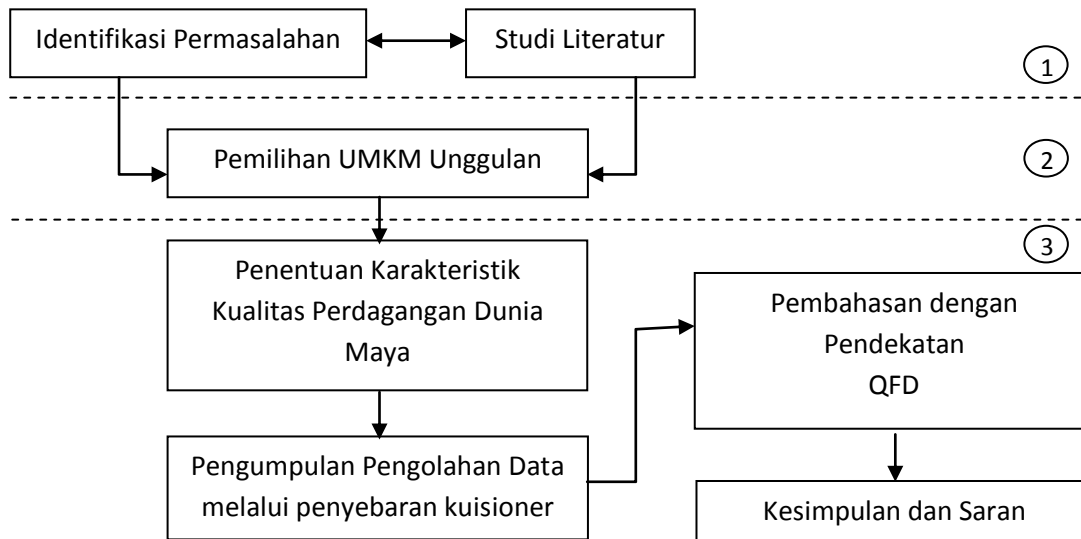 Identifikasi Permasalahan
Studi Literatur
1
Pemilihan UMKM Unggulan
2
3
Penentuan Karakteristik
Kualitas Perdagangan Dunia
Maya
Pembahasan dengan
Pendekatan
QFD
Pengumpulan Pengolahan Data
melalui penyebaran kuisioner
Kesimpulan dan Saran